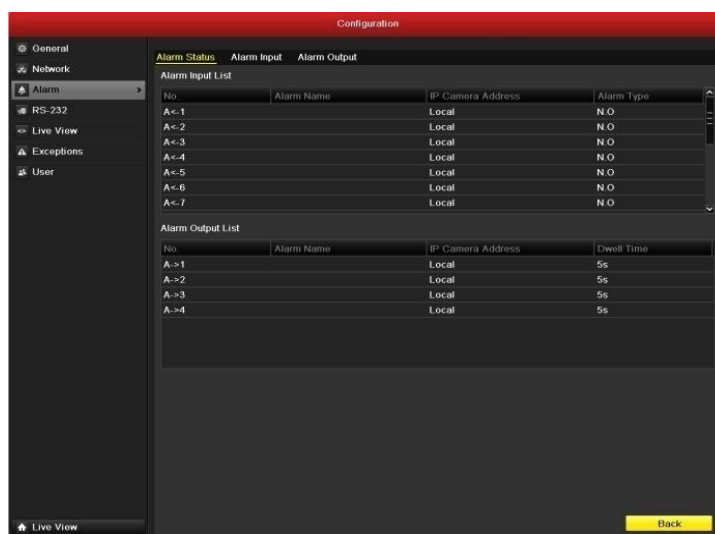 Configuration
General
Network
Alarm >
RS-232
Live View
Exceptions
User
Alarm Status Alarm Input Alarm Output
Alarm Input List
No. Alarm Name IP Camera Address Alarm Type
A<-1 Local N.O
A<-2 Local N.O
A<-3 Local N.O
A<-4 Local N.O
A<-5 Local N.O
A<-6 Local N.O
A<-7 Local N.O
Alarm Output List
No. Alarm Name IP Camera Address Dwell Time
A->1 Local 5s
A->2 Local 5s
A->3 Local 5s
A->4 Local 5s
Live View
Back